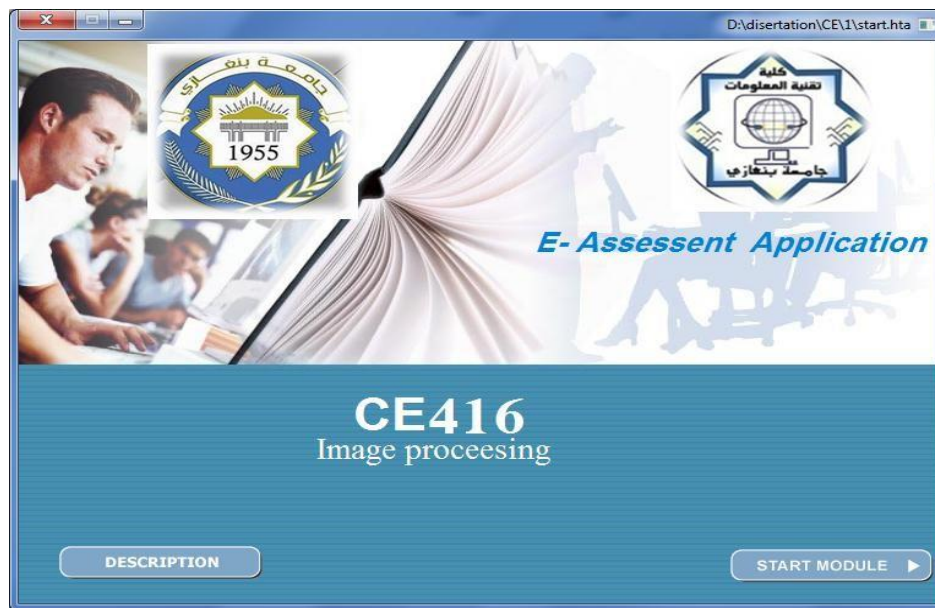 D:\disertation\CE\1\start.hta
جامعة بنغازي
1955
كلية
تقنية المعلومات
جامعة بنغازي
E- Assessent Application
CE416
Image proceesing
DESCRIPTION
START MODULE